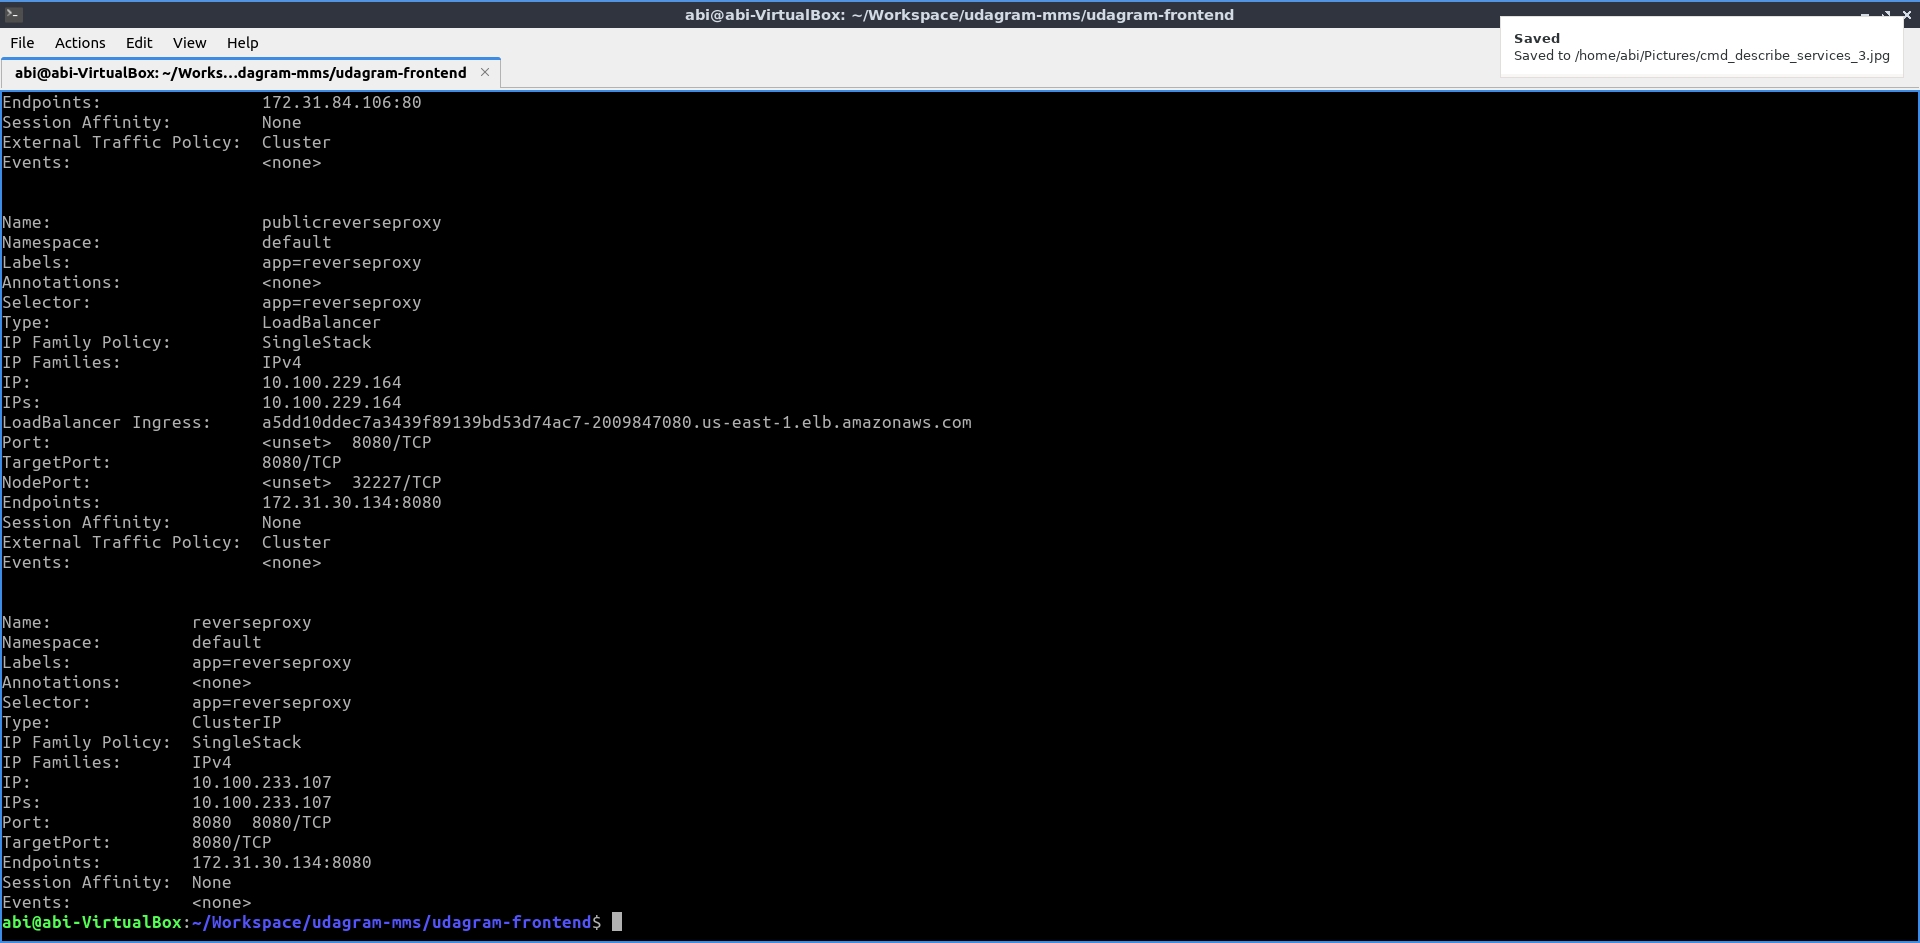 abi@abi-VirtualBox: ~/Workspace/udagram-mms/udagram-frontend
File Actions Edit View Help
Saved
Saved to /home/abi/Pictures/cmd_describe_services_3.jpg
abi@abi-VirtualBox: ~/Works...dagram-mms/udagram-frontend
Endpoints:                172.31.84.106:80
Session Affinity:         None
External Traffic Policy:  Cluster
Events:                   <none>
Name:                     publicreverseproxy
Namespace:                default
Labels:                   app=reverseproxy
Annotations:              <none>
Selector:                 app=reverseproxy
Type:                     LoadBalancer
IP Family Policy:         SingleStack
IP Families:              IPv4
IP:                       10.100.229.164
IPs:                      10.100.229.164
LoadBalancer Ingress:     a5dd10ddec7a3439f89139bd53d74ac7-2009847080.us-east-1.elb.amazonaws.com
Port:                     <unset>  8080/TCP
TargetPort:               8080/TCP
NodePort:                 <unset>  32227/TCP
Endpoints:                172.31.30.134:8080
Session Affinity:         None
External Traffic Policy:  Cluster
Events:                   <none>
Name:              reverseproxy
Namespace:         default
Labels:            app=reverseproxy
Annotations:       <none>
Selector:          app=reverseproxy
Type:              ClusterIP
IP Family Policy:  SingleStack
IP Families:       IPv4
IP:                10.100.233.107
IPs:               10.100.233.107
Port:              8080  8080/TCP
TargetPort:        8080/TCP
Endpoints:         172.31.30.134:8080
Session Affinity:  None
Events:            <none>
abi@abi-VirtualBox:~/Workspace/udagram-mms/udagram-frontend$